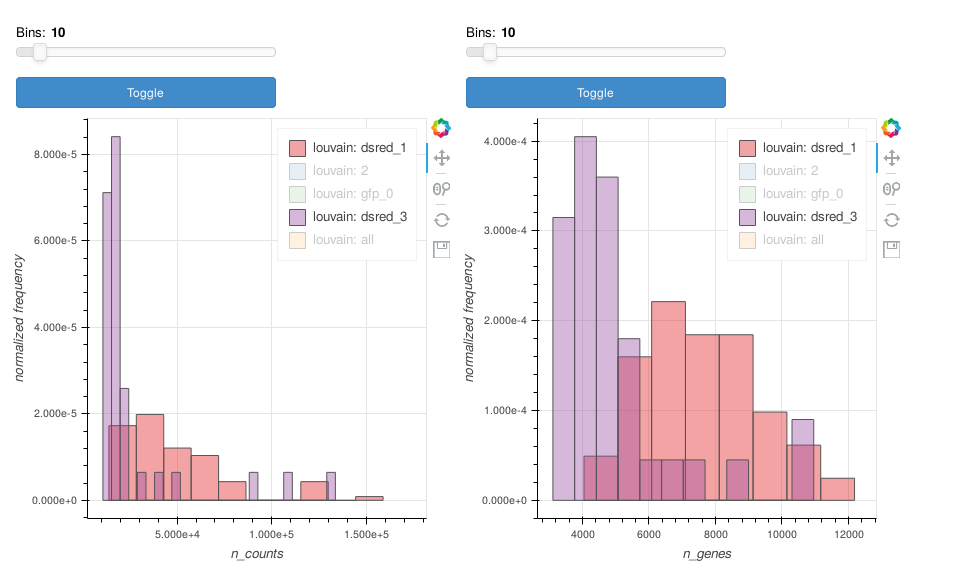 Bins: 10
Toggle
8.000e-5
6.000e-5
4.000e-5
2.000e-5
0.000e+0
normalized frequency
louvain: dsred_1
louvain: 2
louvain: gfp_0
louvain: dsred_3
louvain: all
5.000e+4
1.000e+5
1.500e+5
n_counts
Bins: 10
Toggle
4.000e-4
3.000e-4
2.000e-4
1.000e-4
0.000e+0
normalized frequency
louvain: dsred_1
louvain: 2
louvain: gfp_0
louvain: dsred_3
louvain: all
4000
6000
8000
10000
12000
n_genes